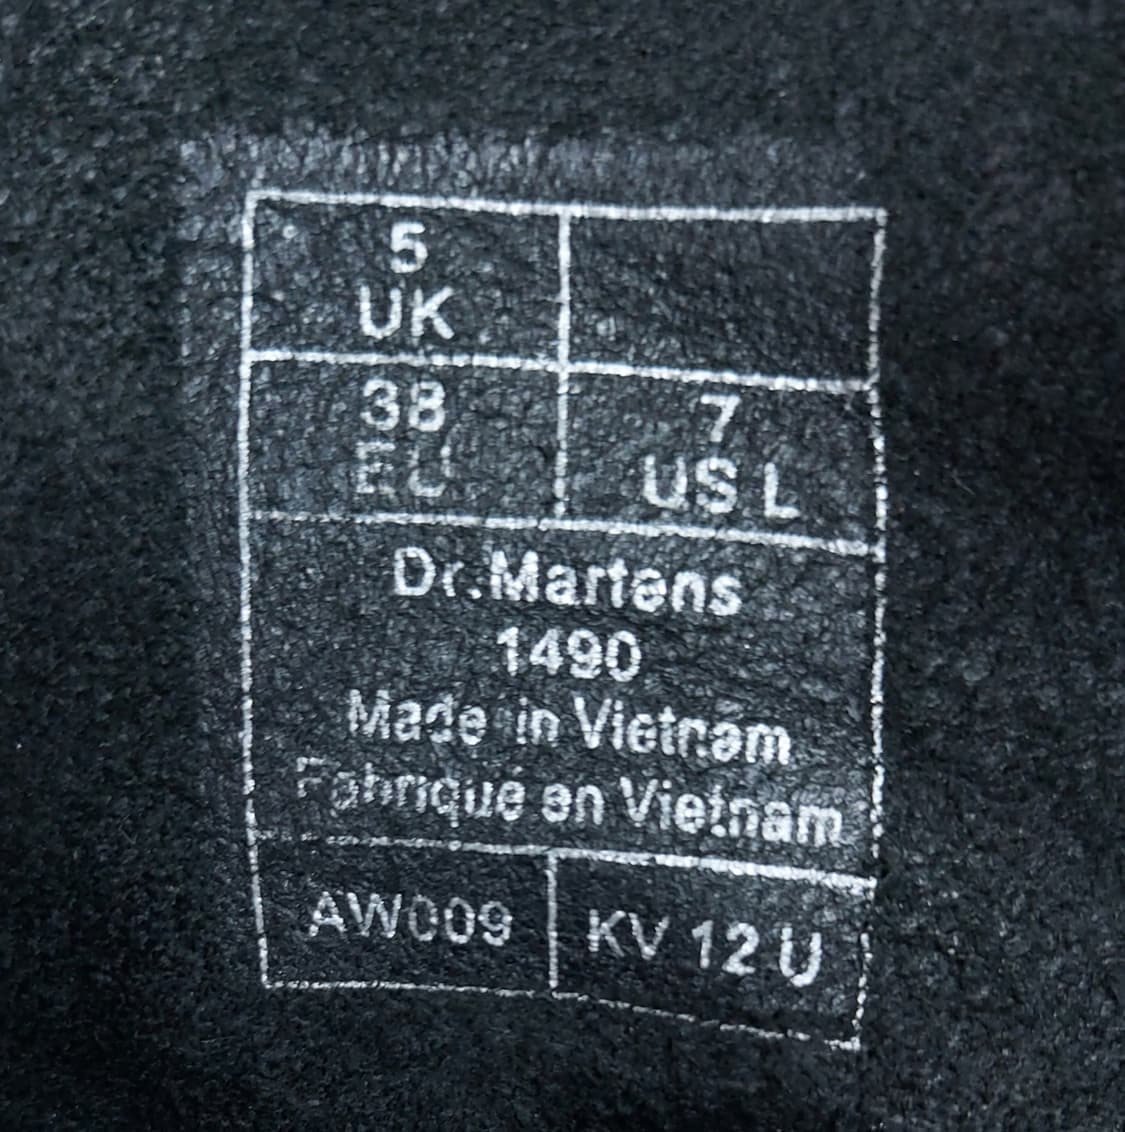 5
UK
38
EU
7
US L
Dr.Martens
1490
Made in Vietnam
Fabriqué en Vietnam
AW009
KV 12 U